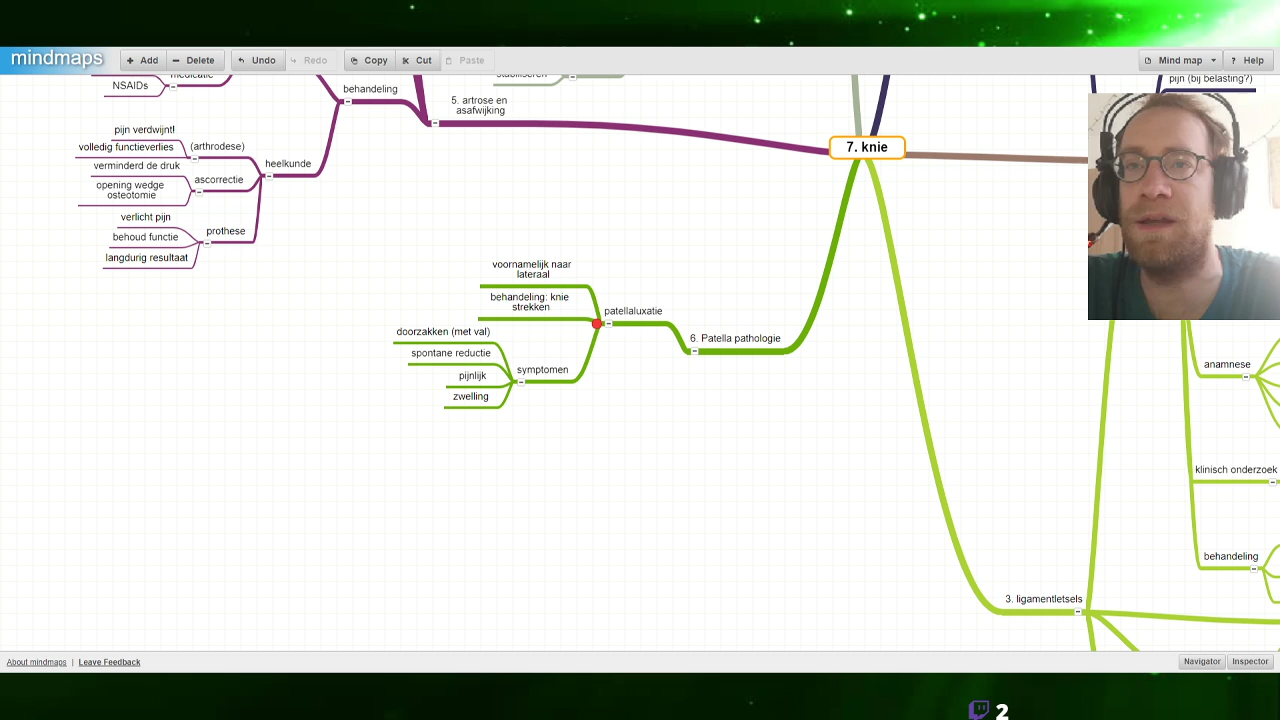 mindmaps
Add
Delete
Undo
Redo
Copy
Cut
Paste
Mind map
Help
medicatie
NSAIDs
behandeling
5. artrose en
asafwijking
stabiliseren
pijn (bij belasting?)
7. knie
pijn verdwijnt!
volledig functieverlies
(arthrodese)
verminderd de druk
opening wedge
osteotomie
ascorrectie
heelkunde
verlicht pijn
behoud functie
langdurig resultaat
prothese
voornamelijk naar
lateraal
behandeling: knie
strekken
patellaluxatie
6. Patella pathologie
doorzakken (met val)
spontane reductie
pijnlijk
zwelling
symptomen
anamnese
klinisch onderzoek
behandeling
3. ligamentletsels
About mindmaps | Leave Feedback
Navigator
Inspector
2